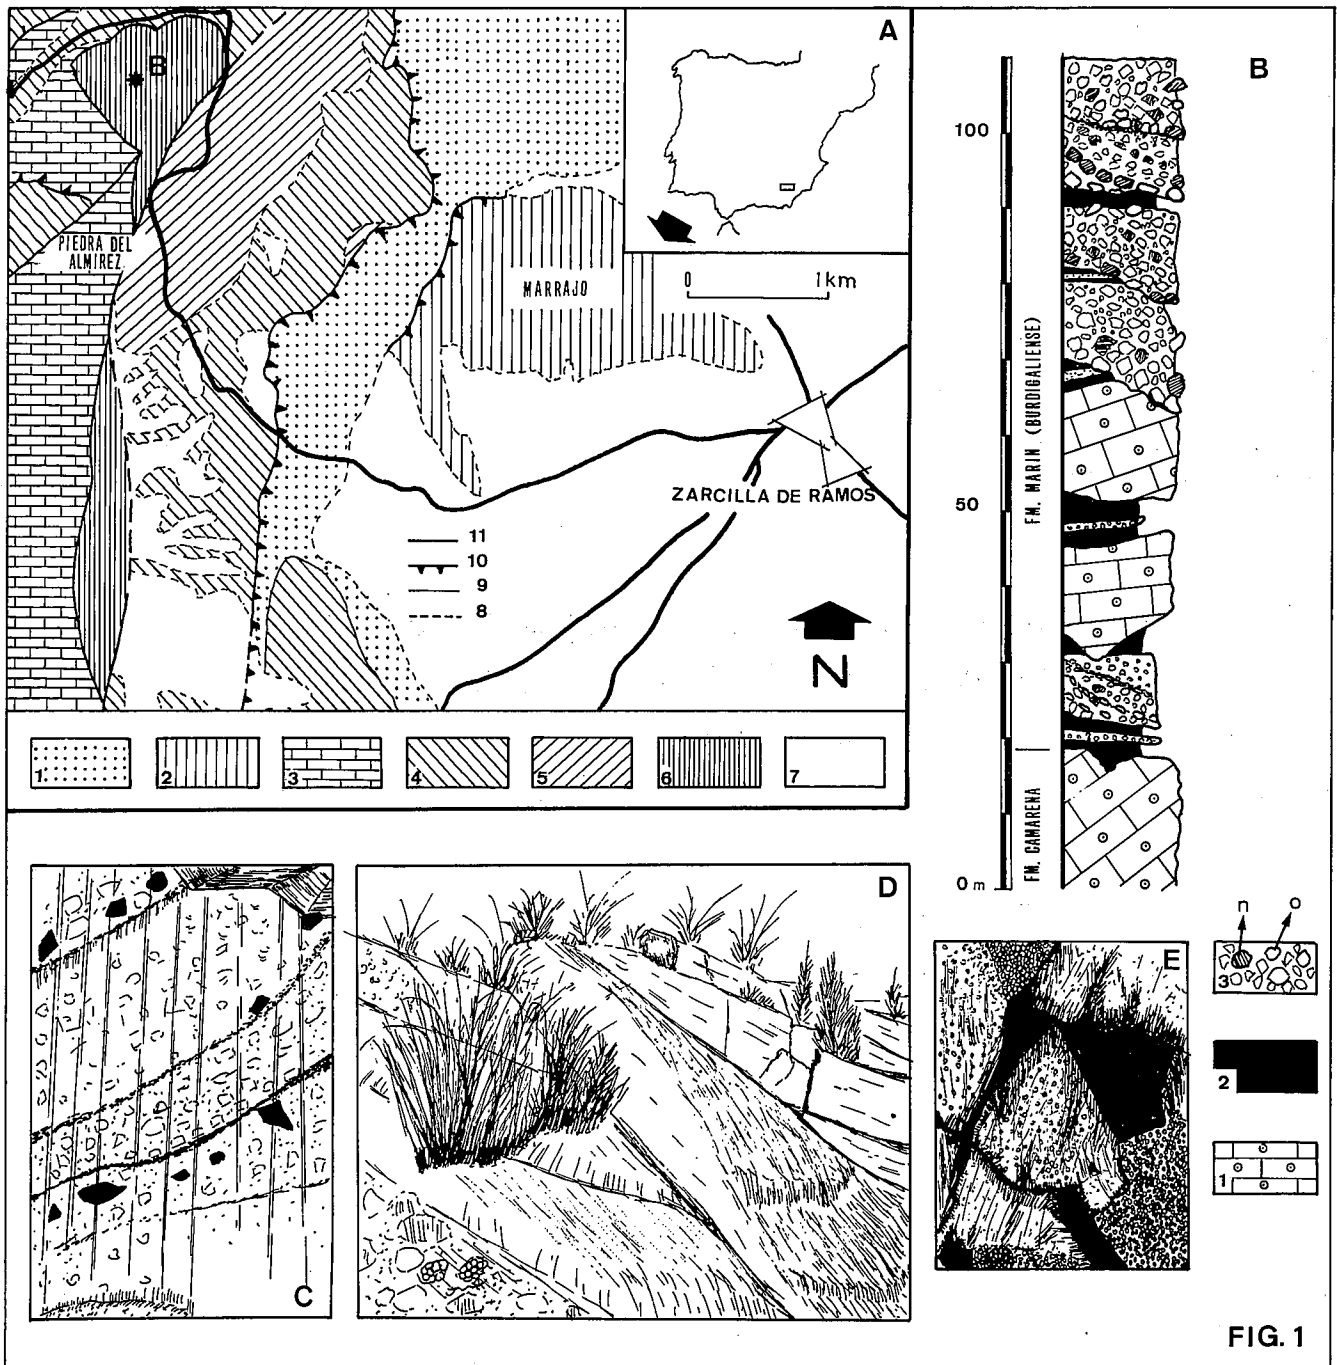 A
B
PIEDRA DEL
ALMIREZ
MARRAJO
0 1km
ZARCILLA DE RAMOS
11
10
9
8
N
1
2
3
4
5
6
7
B
100
50
0 m
FM. MARIN (BURDIGALIENSE)
FM. CAMARENA
C
D
E
n o
3
2
1
FIG. 1